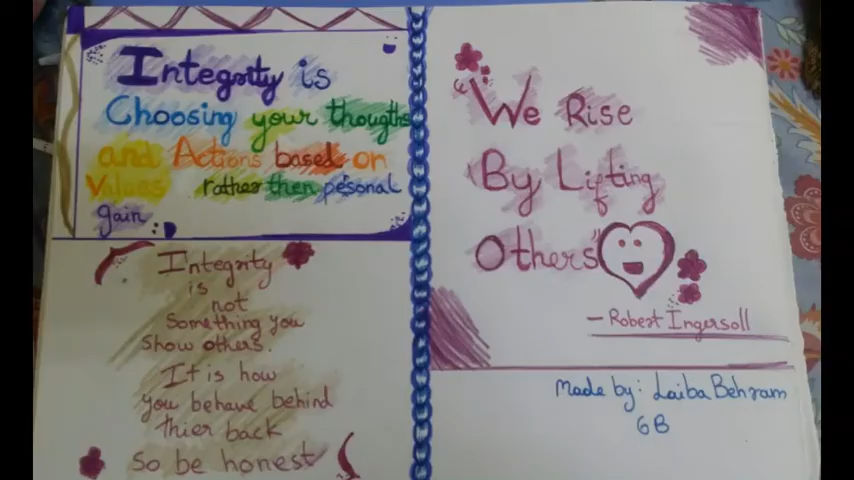 Integrity is
Choosing your thougths
and Actions based on
Values rather then pesonal
gain
Integrity
is
not
Something you
Show others.
It is how
you behave behind
thier back
So be honest
"We Rise
By Lifting
Others"
- Robert Ingersoll
Made by: Laiba Behram
6B